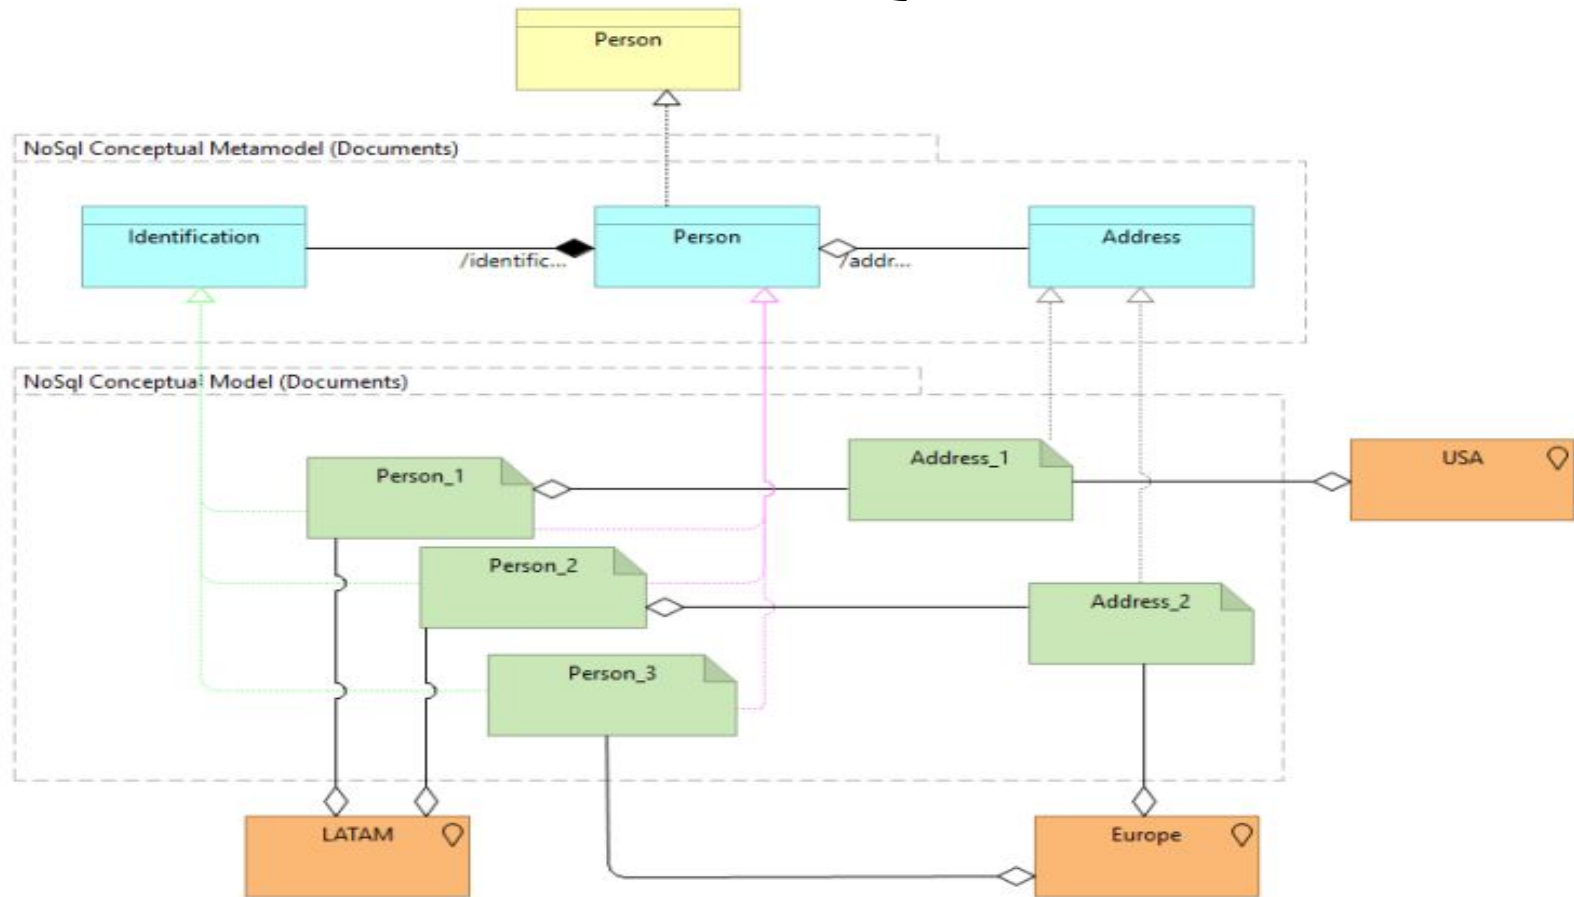 Person
NoSql Conceptual Metamodel (Documents)
Identification
Person
Address
/identific...
/addr...
NoSql Conceptual Model (Documents)
Person_1
Address_1
USA
Person_2
Address_2
Person_3
LATAM
Europe